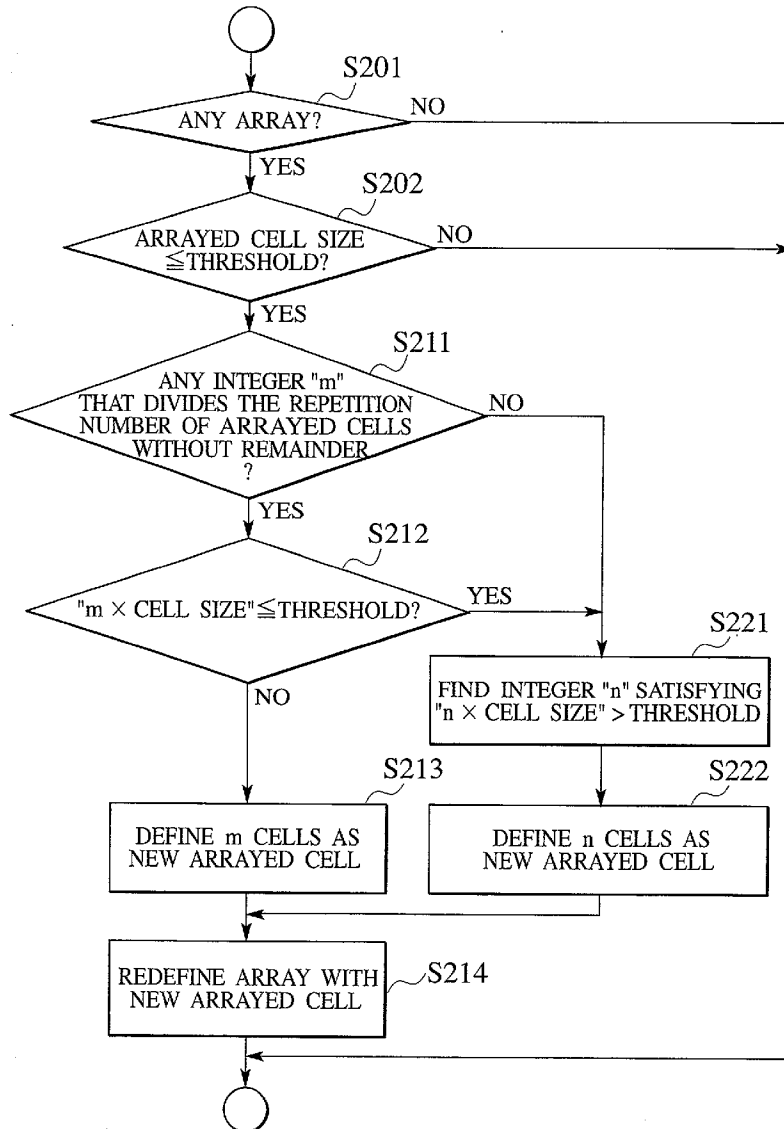 S201
ANY ARRAY?
NO
YES
S202
ARRAYED CELL SIZE
≦THRESHOLD?
NO
YES
S211
ANY INTEGER "m"
THAT DIVIDES THE REPETITION
NUMBER OF ARRAYED CELLS
WITHOUT REMAINDER
?
NO
YES
S212
"m × CELL SIZE"≦THRESHOLD?
YES
NO
S221
FIND INTEGER "n" SATISFYING
"n × CELL SIZE" > THRESHOLD
S213
DEFINE m CELLS AS
NEW ARRAYED CELL
S222
DEFINE n CELLS AS
NEW ARRAYED CELL
REDEFINE ARRAY WITH
NEW ARRAYED CELL
S214